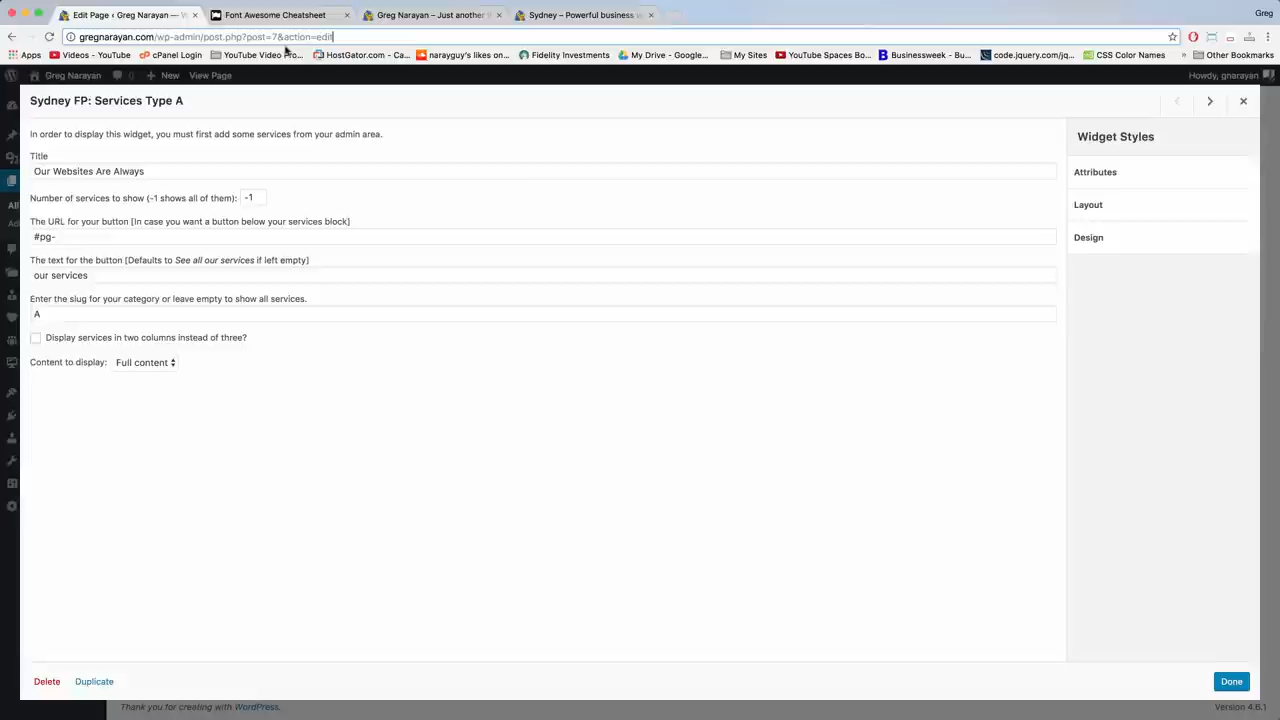 Edit Page ‹ Greg Narayan — W
Font Awesome Cheatsheet
Greg Narayan – Just another W
Sydney – Powerful business w
Greg
gregnarayan.com/wp-admin/post.php?post=7&action=edit
Apps
Videos - YouTube
cPanel Login
YouTube Video Pro...
HostGator.com - Ca...
narayguy's likes on...
Fidelity Investments
My Drive - Google...
My Sites
YouTube Spaces Bo...
Businessweek - Bu...
code.jquery.com/jq...
CSS Color Names
»
Other Bookmarks
Greg Narayan
New
View Page
Howdy, gnarayan
Sydney FP: Services Type A
In order to display this widget, you must first add some services from your admin area.
Title
Our Websites Are Always
Number of services to show (-1 shows all of them): -1
The URL for your button [In case you want a button below your services block]
#pg-
The text for the button [Defaults to See all our services if left empty]
our services
Enter the slug for your category or leave empty to show all services.
A
Display services in two columns instead of three?
Content to display: Full content
Widget Styles
Attributes
Layout
Design
Delete
Duplicate
Done
Thank you for creating with WordPress.
Version 4.6.1